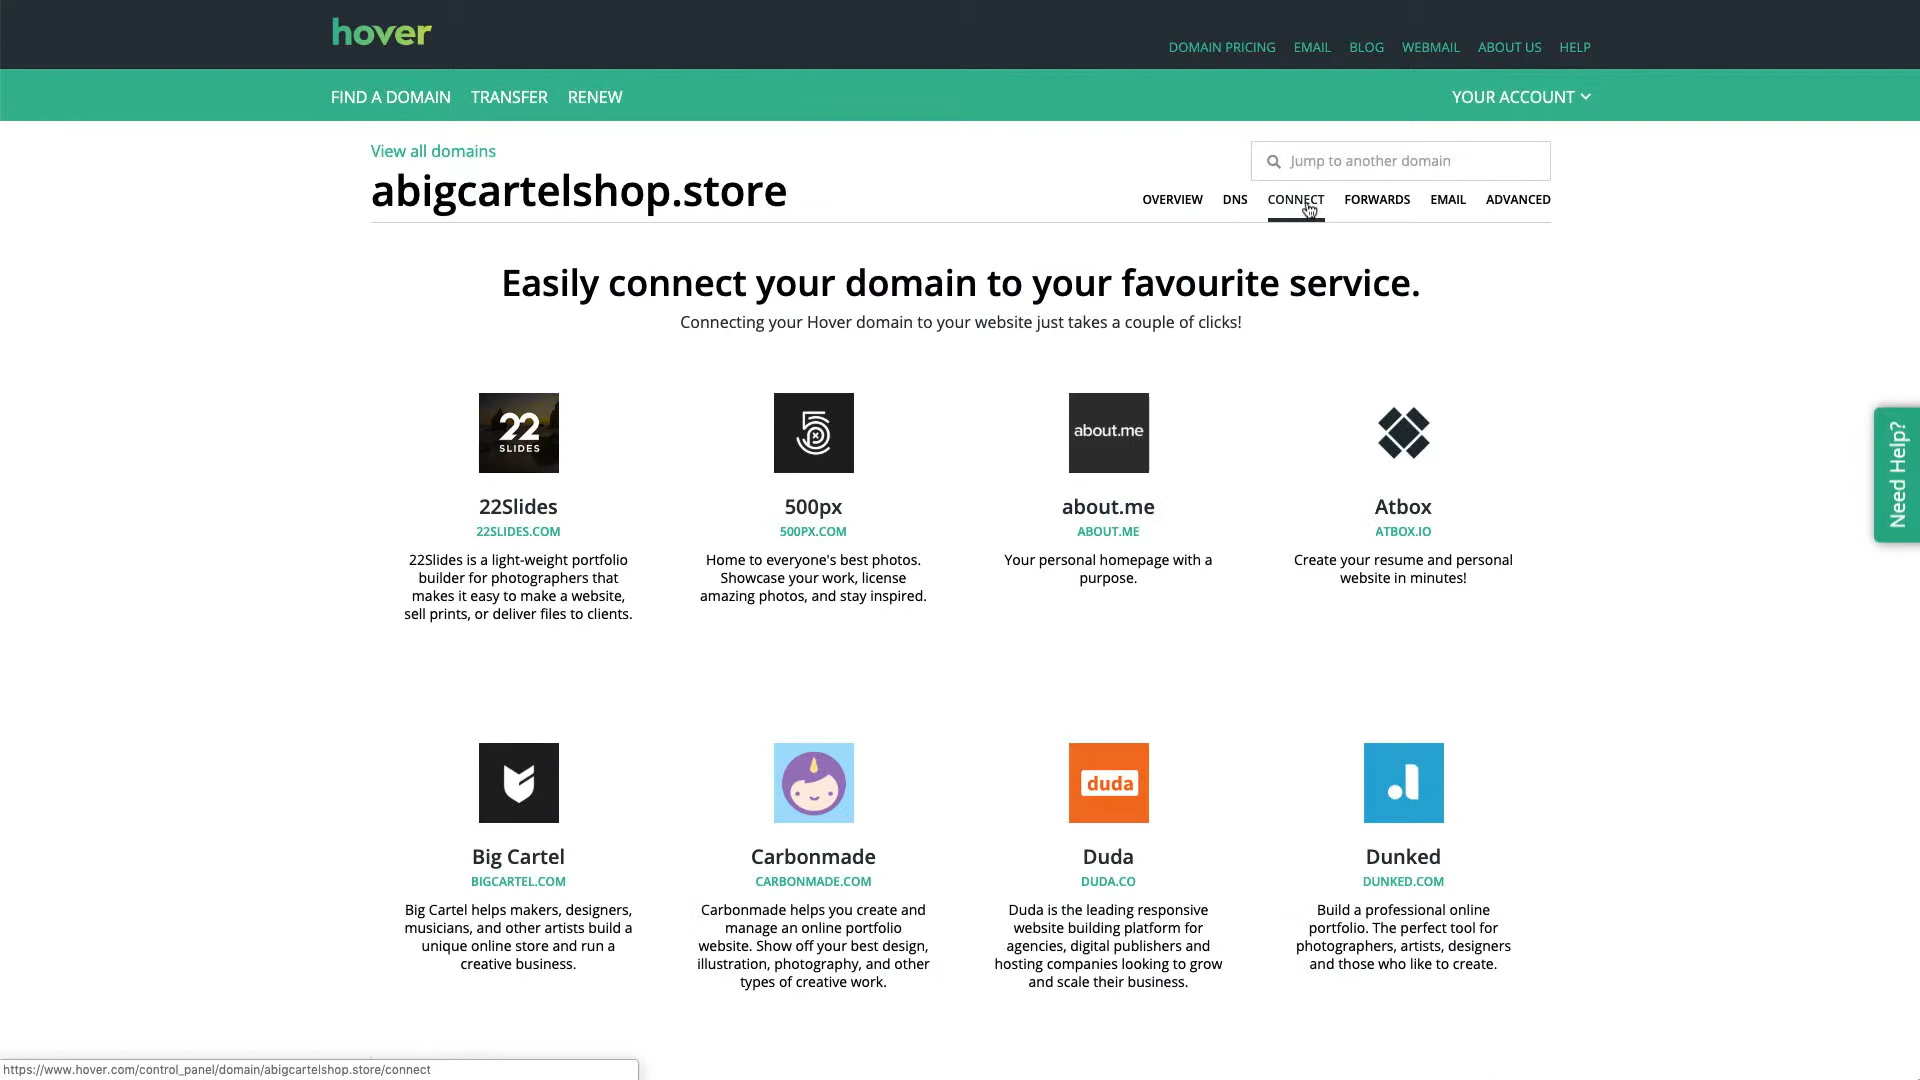 hover
DOMAIN PRICING EMAIL BLOG WEBMAIL ABOUT US HELP
FIND A DOMAIN TRANSFER RENEW YOUR ACCOUNT
View all domains
Jump to another domain
abigcartelshop.store
OVERVIEW DNS CONNECT FORWARDS EMAIL ADVANCED
Easily connect your domain to your favourite service.
Connecting your Hover domain to your website just takes a couple of clicks!
Need Help?
22
SLIDES
22Slides
22SLIDES.COM
22Slides is a light-weight portfolio
builder for photographers that
makes it easy to make a website,
sell prints, or deliver files to clients.
500px
500PX.COM
Home to everyone's best photos.
Showcase your work, license
amazing photos, and stay inspired.
about.me
about.me
ABOUT.ME
Your personal homepage with a
purpose.
Atbox
ATBOX.IO
Create your resume and personal
website in minutes!
Big Cartel
BIGCARTEL.COM
Big Cartel helps makers, designers,
musicians, and other artists build a
unique online store and run a
creative business.
Carbonmade
CARBONMADE.COM
Carbonmade helps you create and
manage an online portfolio
website. Show off your best design,
illustration, photography, and other
types of creative work.
duda
Duda
DUDA.CO
Duda is the leading responsive
website building platform for
agencies, digital publishers and
hosting companies looking to grow
and scale their business.
Dunked
DUNKED.COM
Build a professional online
portfolio. The perfect tool for
photographers, artists, designers
and those who like to create.
https://www.hover.com/control_panel/domain/abigcartelshop.store/connect